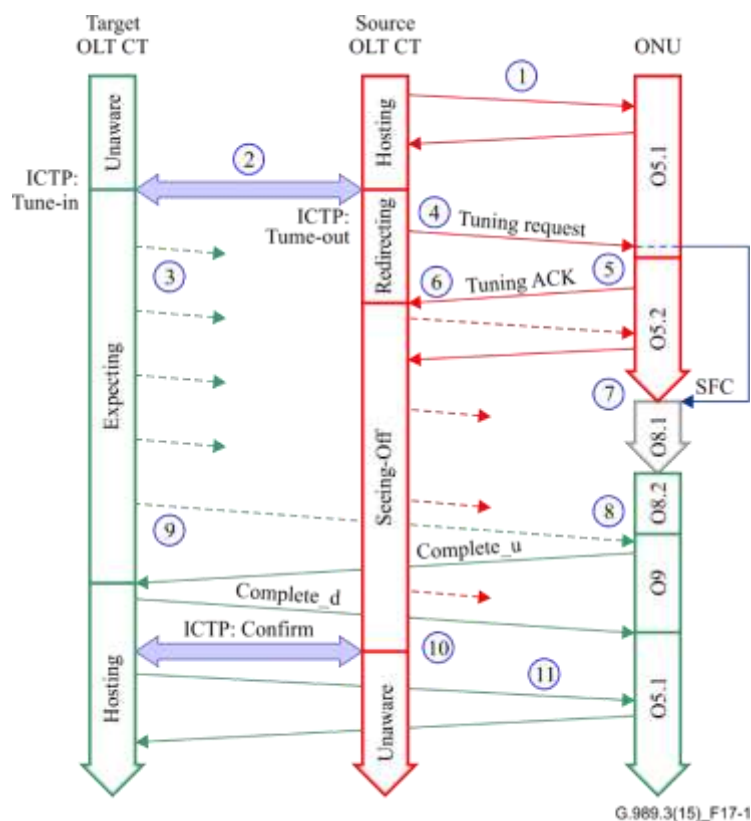 Target
OLT CT
Source
OLT CT
ONU
Unaware
Hosting
O5.1
1
2
ICTP:
Tune-in
ICTP:
Tume-out
Redirecting
4
Tuning request
3
6
Tuning ACK
5
O5.2
Expecting
7
SFC
O8.1
Seeing-Off
8
O8.2
9
Complete_u
O9
Complete_d
ICTP: Confirm
10
Hosting
11
Unaware
O5.1
G.989.3(15)_F17-1